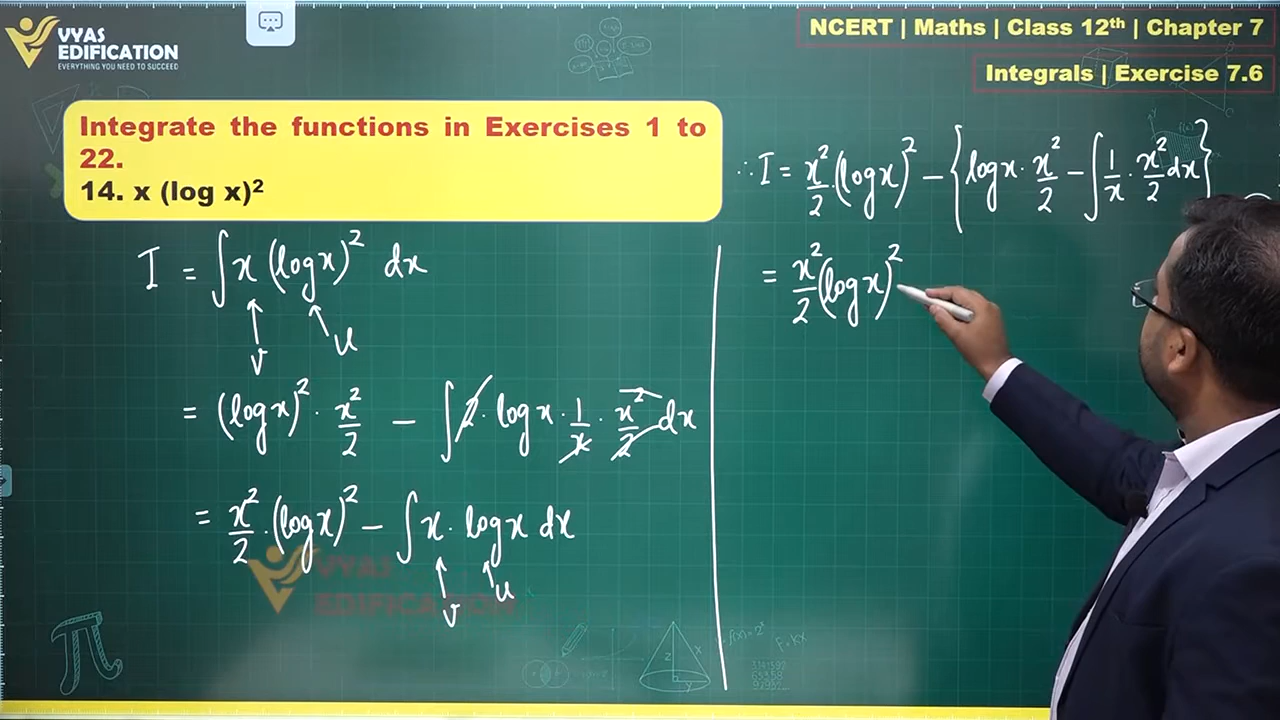 VYAS
EDIFICATION
EVERYTHING YOU NEED TO SUCCEED
NCERT | Maths | Class 12th | Chapter 7
Integrals | Exercise 7.6
Integrate the functions in Exercises 1 to
22.
14. x (log x)²
I = ∫ x (log x)² dx
v u
= (log x)² · x²/2 − ∫ 2 · log x · 1/x · x²/2 dx
= x²/2 · (log x)² − ∫ x · log x dx
v u
VYAS
EDIFICATION
∴ I = x²/2 · (log x)² − { log x · x²/2 − ∫ 1/x · x²/2 dx }
= x²/2 (log x)²